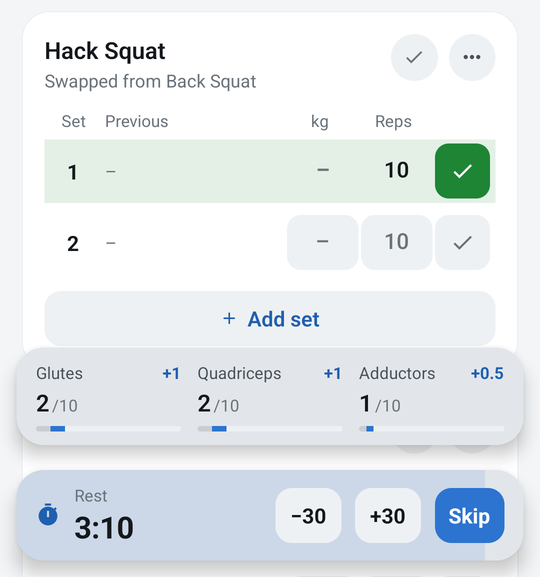 Hack Squat
Swapped from Back Squat
Set Previous kg Reps
1 – – 10
2 – – 10
+ Add set
Glutes +1 Quadriceps +1 Adductors +0.5
2 /10 2 /10 1 /10
Rest
3:10 −30 +30 Skip